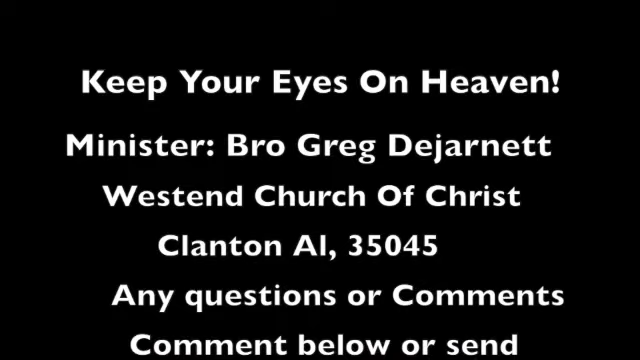 Keep Your Eyes On Heaven!
Minister: Bro Greg Dejarnett
Westend Church Of Christ
Clanton Al, 35045
Any questions or Comments
Comment below or send